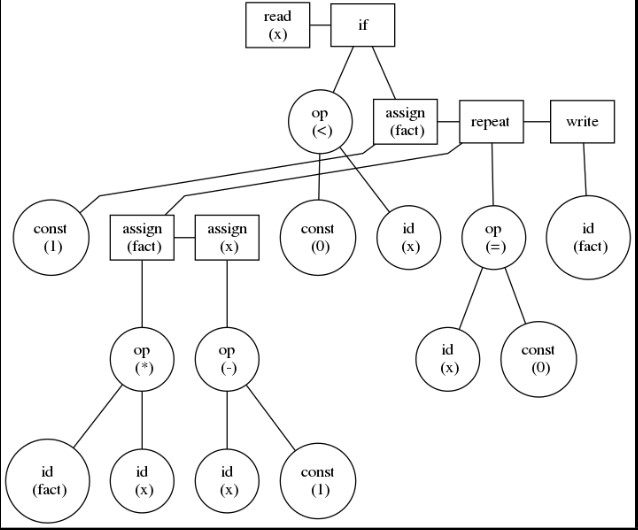 read
(x)
if
op
(<)
assign
(fact)
repeat
write
const
(1)
assign
(fact)
assign
(x)
const
(0)
id
(x)
op
(=)
id
(fact)
op
(*)
op
(-)
id
(x)
const
(0)
id
(fact)
id
(x)
id
(x)
const
(1)